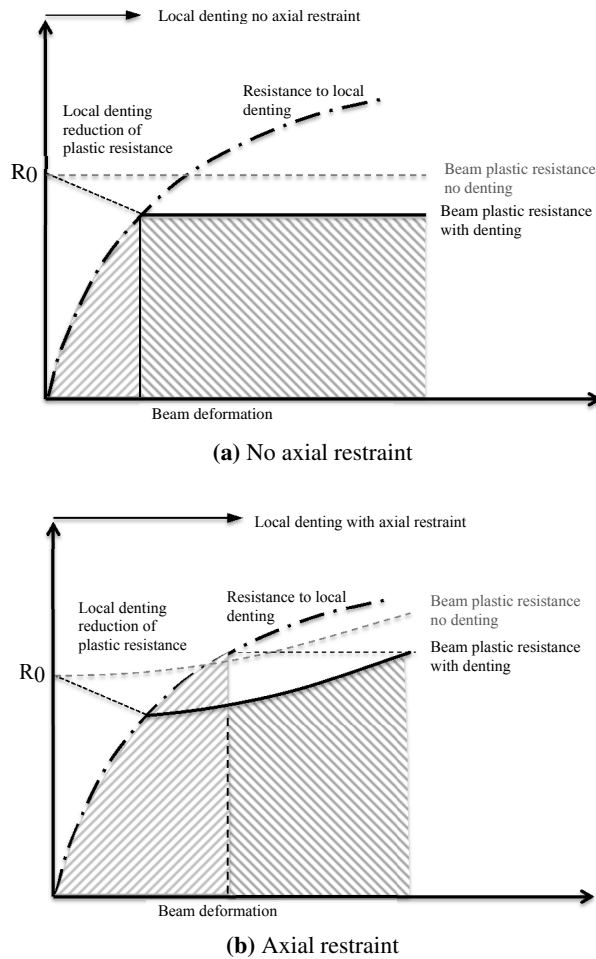 Local denting no axial restraint
Resistance to local
denting
Local denting
reduction of
plastic resistance
R0
Beam plastic resistance
no denting
Beam plastic resistance
with denting
Beam deformation
(a) No axial restraint
Local denting with axial restraint
Local denting
reduction of
plastic resistance
Resistance to local
denting
Beam plastic resistance
no denting
Beam plastic resistance
with denting
R0
Beam deformation
(b) Axial restraint